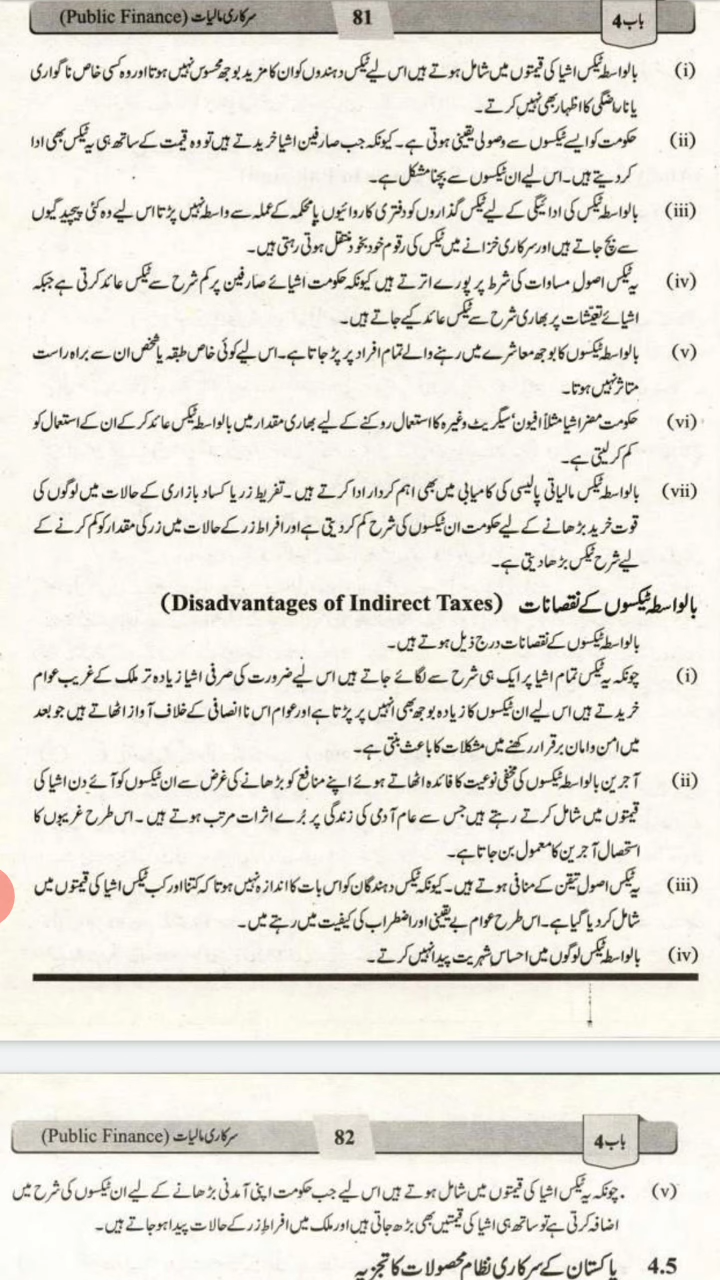 باب 4 81 سرکاری مالیات (Public Finance)
(i) بالواسطہ ٹیکس اشیا کی قیمتوں میں شامل ہوتے ہیں اس لیے ٹیکس دہندوں کو ان کا مزید بوجھ محسوس نہیں ہوتا اور وہ کسی خاص ناگواری
یا ناراضگی کا اظہار بھی نہیں کرتے۔
(ii) حکومت کو ایسے ٹیکسوں سے وصولی یقینی ہوتی ہے۔ کیونکہ جب صارفین اشیا خریدتے ہیں تو وہ قیمت کے ساتھ ہی یہ ٹیکس بھی ادا
کر دیتے ہیں۔ اس لیے ان ٹیکسوں سے بچنا مشکل ہے۔
(iii) بالواسطہ ٹیکس کی ادائیگی کے لیے ٹیکس گذاروں کو دفتری کاروائیوں یا محکمہ کے عملہ سے واسطہ نہیں پڑتا اس لیے وہ کئی پیچیدگیوں
سے بچ جاتے ہیں اور سرکاری خزانے میں ٹیکس کی رقوم خود بخود منتقل ہوتی رہتی ہیں۔
(iv) یہ ٹیکس اصول مساوات کی شرط پر پورے اترتے ہیں کیونکہ حکومت اشیائے صارفین پر کم شرح سے ٹیکس عائد کرتی ہے جبکہ
اشیائے تعیشات پر بھاری شرح سے ٹیکس عائد کیے جاتے ہیں۔
(v) بالواسطہ ٹیکسوں کا بوجھ معاشرے میں رہنے والے تمام افراد پر پڑ جاتا ہے۔ اس لیے کوئی خاص طبقہ یا شخص ان سے براہ راست
متاثر نہیں ہوتا۔
(vi) حکومت مضر اشیا مثلاً افیون، سیگریٹ وغیرہ کا استعمال روکنے کے لیے بھاری مقدار میں بالواسطہ ٹیکس عائد کر کے ان کے استعمال کو
کم کر لیتی ہے۔
(vii) بالواسطہ ٹیکس مالیاتی پالیسی کی کامیابی میں بھی اہم کردار ادا کرتے ہیں۔ تفریط زر یا کساد بازاری کے حالات میں لوگوں کی
قوت خرید بڑھانے کے لیے حکومت ان ٹیکسوں کی شرح کم کر دیتی ہے اور افراط زر کے حالات میں زر کی مقدار کو کم کرنے کے
لیے شرح ٹیکس بڑھا دیتی ہے۔
بالواسطہ ٹیکسوں کے نقصانات (Disadvantages of Indirect Taxes)
بالواسطہ ٹیکسوں کے نقصانات درج ذیل ہوتے ہیں۔
(i) چونکہ یہ ٹیکس تمام اشیا پر ایک ہی شرح سے لگائے جاتے ہیں اس لیے ضرورت کی صرفی اشیا زیادہ تر ملک کے غریب عوام
خریدتے ہیں اس لیے ان ٹیکسوں کا زیادہ بوجھ بھی انہیں پر پڑتا ہے اور عوام اس ناانصافی کے خلاف آواز اٹھاتے ہیں جو بعد
میں امن و امان برقرار رکھنے میں مشکلات کا باعث بنتی ہے۔
(ii) آجرین بالواسطہ ٹیکسوں کی مخفی نوعیت کا فائدہ اٹھاتے ہوئے اپنے منافع کو بڑھانے کی غرض سے ان ٹیکسوں کو آئے دن اشیا کی
قیمتوں میں شامل کرتے رہتے ہیں جس سے عام آدمی کی زندگی پر بُرے اثرات مرتب ہوتے ہیں۔ اس طرح غریبوں کا
استحصال آجرین کا معمول بن جاتا ہے۔
(iii) یہ ٹیکس اصول تیقن کے منافی ہوتے ہیں۔ کیونکہ ٹیکس دہندگان کو اس بات کا اندازہ نہیں ہوتا کہ کتنا اور کب ٹیکس اشیا کی قیمتوں میں
شامل کر دیا گیا ہے۔ اس طرح عوام بے یقینی اور اضطراب کی کیفیت میں رہتے ہیں۔
(iv) بالواسطہ ٹیکس لوگوں میں احساس شہریت پیدا نہیں کرتے۔
باب 4 82 سرکاری مالیات (Public Finance)
(v) چونکہ یہ ٹیکس اشیا کی قیمتوں میں شامل ہوتے ہیں اس لیے جب حکومت اپنی آمدنی بڑھانے کے لیے ان ٹیکسوں کی شرح میں
اضافہ کرتی ہے تو ساتھ ہی اشیا کی قیمتیں بھی بڑھ جاتی ہیں اور ملک میں افراطِ زر کے حالات پیدا ہو جاتے ہیں۔
4.5 پاکستان کے سرکاری نظام محصولات کا تجزیہ